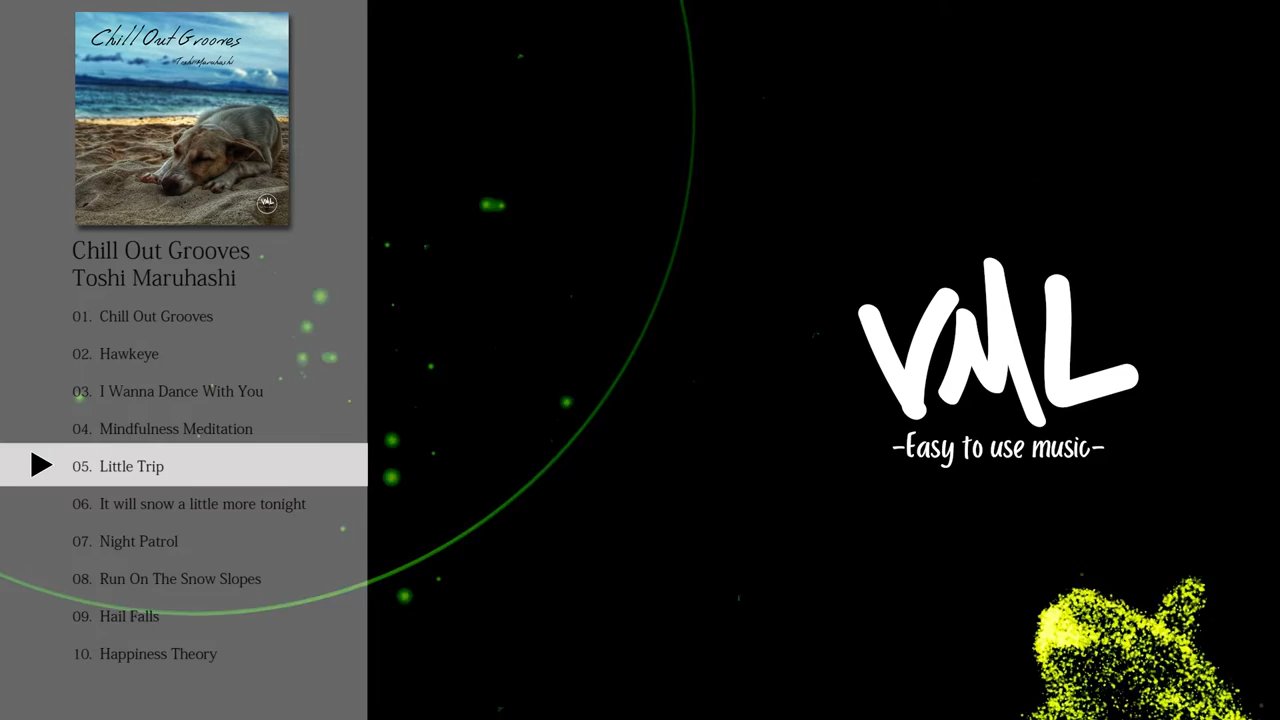 Chill Out Grooves
Toshi Maruhashi
VML
Chill Out Grooves
Toshi Maruhashi
01. Chill Out Grooves
02. Hawkeye
03. I Wanna Dance With You
04. Mindfulness Meditation
05. Little Trip
06. It will snow a little more tonight
07. Night Patrol
08. Run On The Snow Slopes
09. Hail Falls
10. Happiness Theory
VML
-Easy to use music-